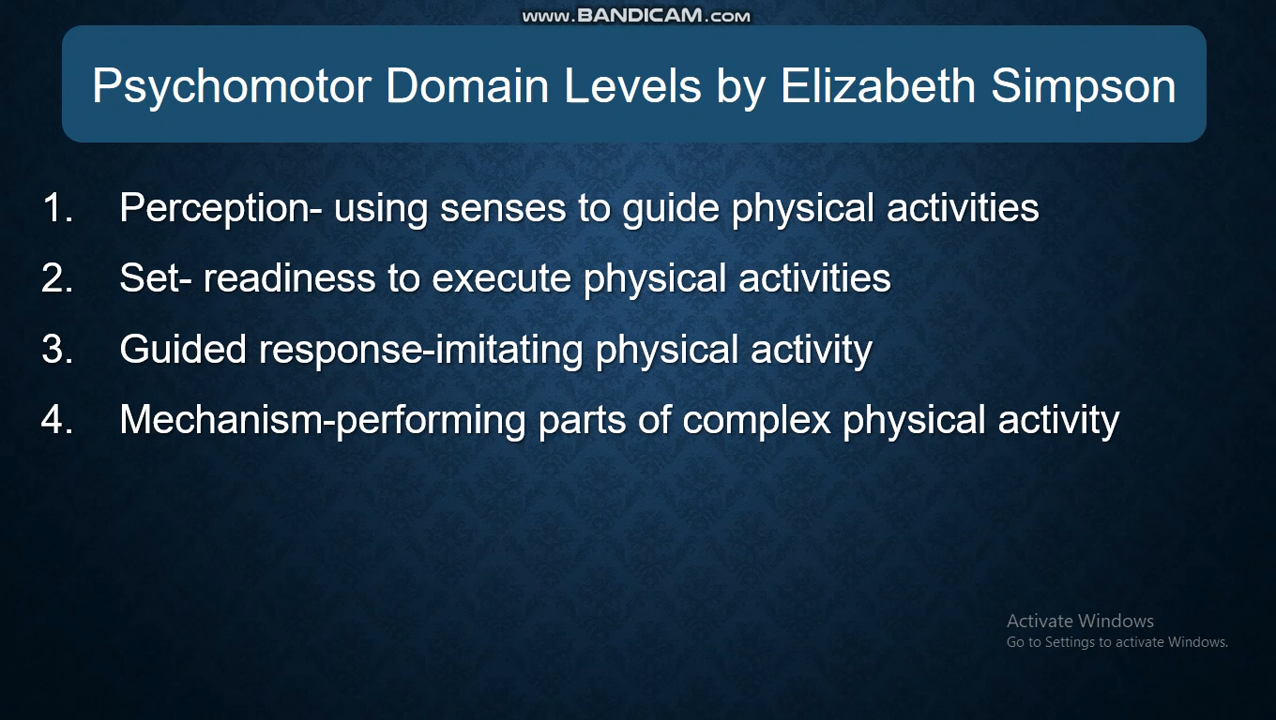 www.BANDICAM.com
Psychomotor Domain Levels by Elizabeth Simpson
1. Perception- using senses to guide physical activities
2. Set- readiness to execute physical activities
3. Guided response-imitating physical activity
4. Mechanism-performing parts of complex physical activity
Activate Windows
Go to Settings to activate Windows.